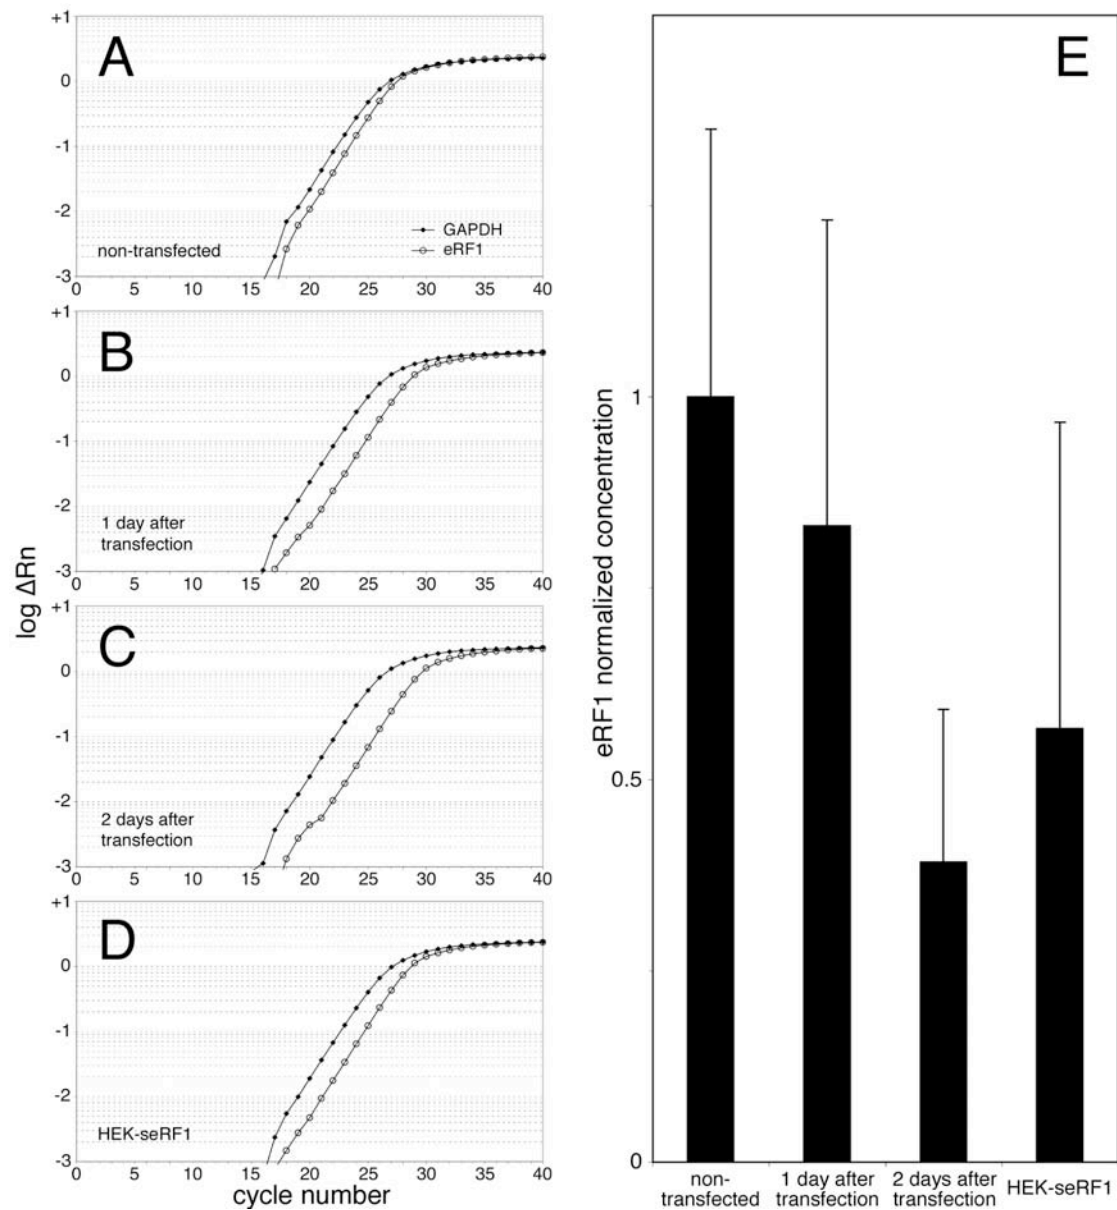 A
+1
0
-1
-2
-3
non-transfected
GAPDH
eRF1
0 5 10 15 20 25 30 35 40
B
+1
0
-1
-2
-3
1 day after
transfection
0 5 10 15 20 25 30 35 40
log ΔRn
C
+1
0
-1
-2
-3
2 days after
transfection
0 5 10 15 20 25 30 35 40
D
+1
0
-1
-2
-3
HEK-seRF1
0 5 10 15 20 25 30 35 40
cycle number
E
eRF1 normalized concentration
1
0.5
0
non-
transfected
1 day after
transfection
2 days after
transfection
HEK-seRF1